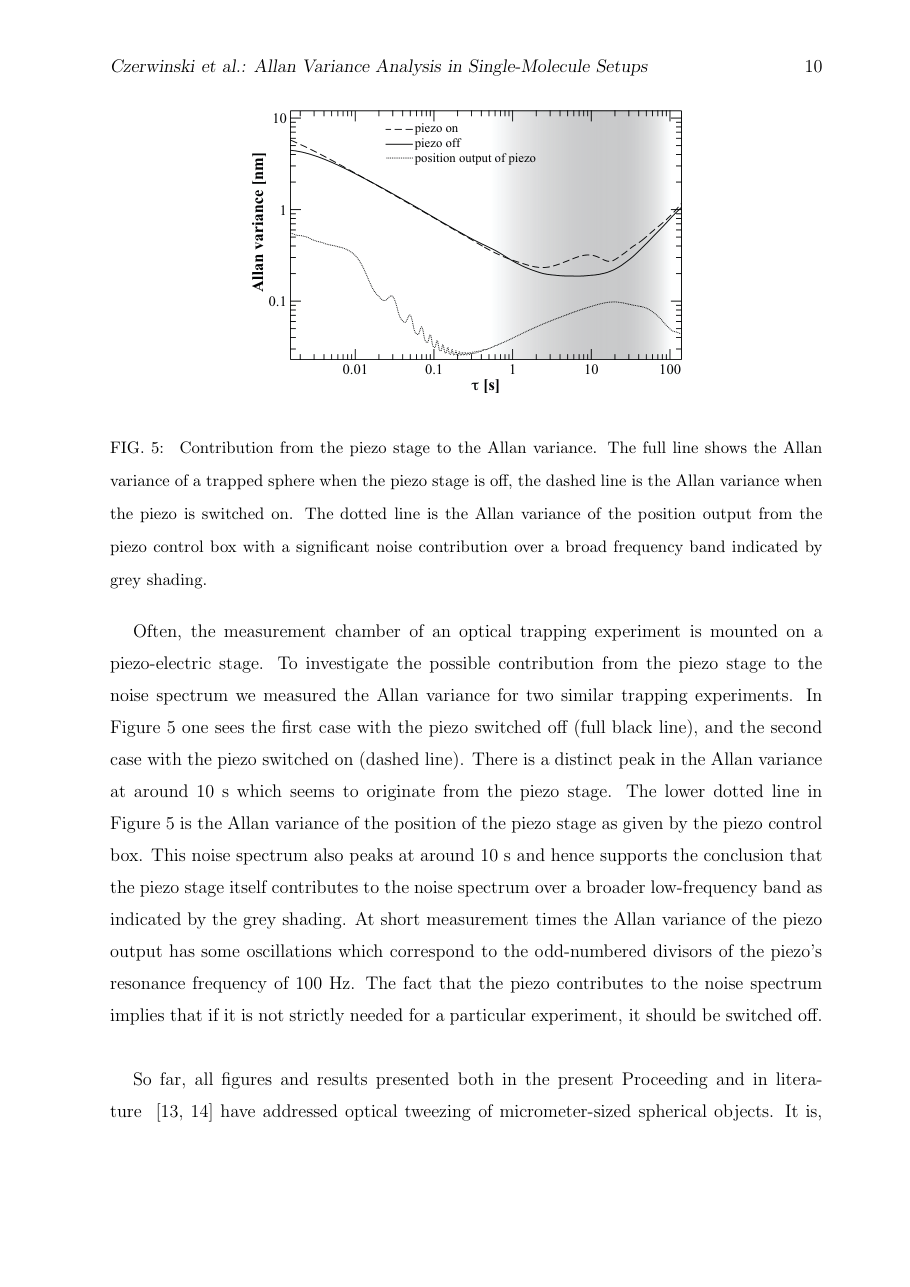 Czerwinski et al.: Allan Variance Analysis in Single-Molecule Setups 10
10
1
0.1
Allan variance [nm]
piezo on
piezo off
position output of piezo
0.01 0.1 1 10 100
τ [s]
FIG. 5: Contribution from the piezo stage to the Allan variance. The full line shows the Allan
variance of a trapped sphere when the piezo stage is off, the dashed line is the Allan variance when
the piezo is switched on. The dotted line is the Allan variance of the position output from the
piezo control box with a significant noise contribution over a broad frequency band indicated by
grey shading.
Often, the measurement chamber of an optical trapping experiment is mounted on a
piezo-electric stage. To investigate the possible contribution from the piezo stage to the
noise spectrum we measured the Allan variance for two similar trapping experiments. In
Figure 5 one sees the first case with the piezo switched off (full black line), and the second
case with the piezo switched on (dashed line). There is a distinct peak in the Allan variance
at around 10 s which seems to originate from the piezo stage. The lower dotted line in
Figure 5 is the Allan variance of the position of the piezo stage as given by the piezo control
box. This noise spectrum also peaks at around 10 s and hence supports the conclusion that
the piezo stage itself contributes to the noise spectrum over a broader low-frequency band as
indicated by the grey shading. At short measurement times the Allan variance of the piezo
output has some oscillations which correspond to the odd-numbered divisors of the piezo's
resonance frequency of 100 Hz. The fact that the piezo contributes to the noise spectrum
implies that if it is not strictly needed for a particular experiment, it should be switched off.
So far, all figures and results presented both in the present Proceeding and in litera-
ture [13, 14] have addressed optical tweezing of micrometer-sized spherical objects. It is,